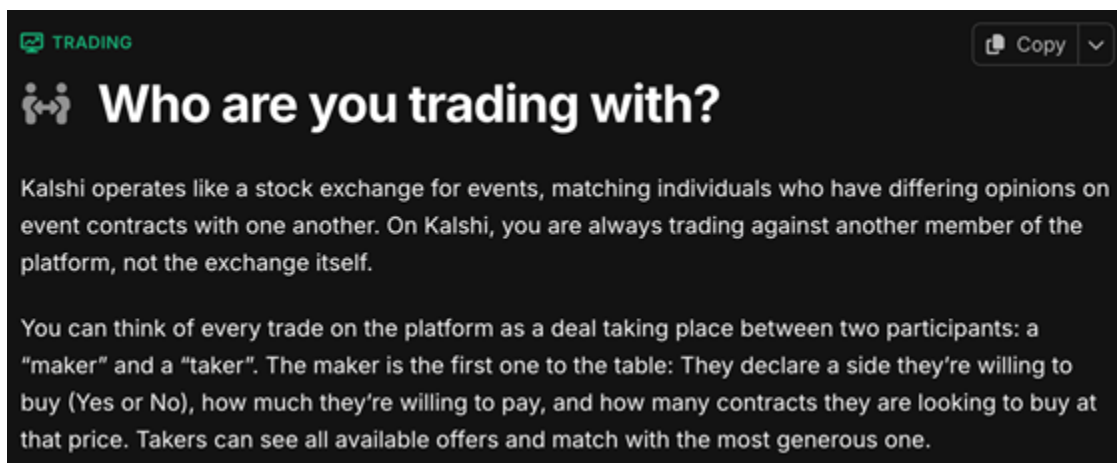 TRADING
Copy
Who are you trading with?
Kalshi operates like a stock exchange for events, matching individuals who have differing opinions on
event contracts with one another. On Kalshi, you are always trading against another member of the
platform, not the exchange itself.
You can think of every trade on the platform as a deal taking place between two participants: a
“maker” and a “taker”. The maker is the first one to the table: They declare a side they’re willing to
buy (Yes or No), how much they’re willing to pay, and how many contracts they are looking to buy at
that price. Takers can see all available offers and match with the most generous one.